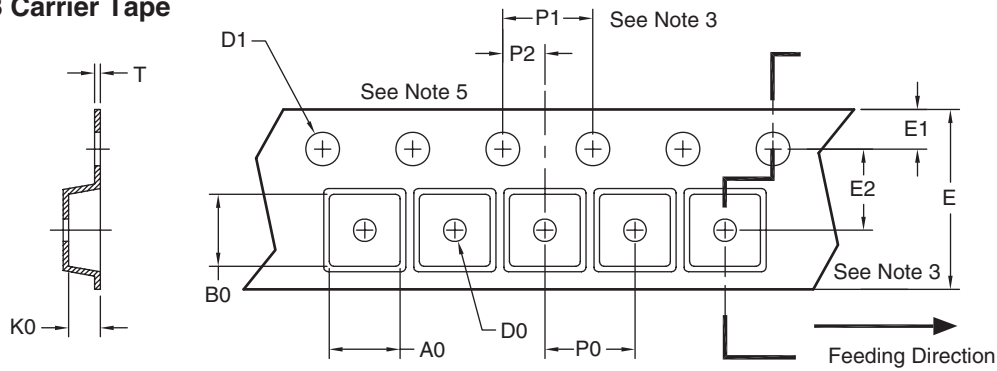 Carrier Tape
D1
P1
See Note 3
P2
T
See Note 5
E1
E2
E
See Note 3
B0
K0
A0
D0
P0
Feeding Direction